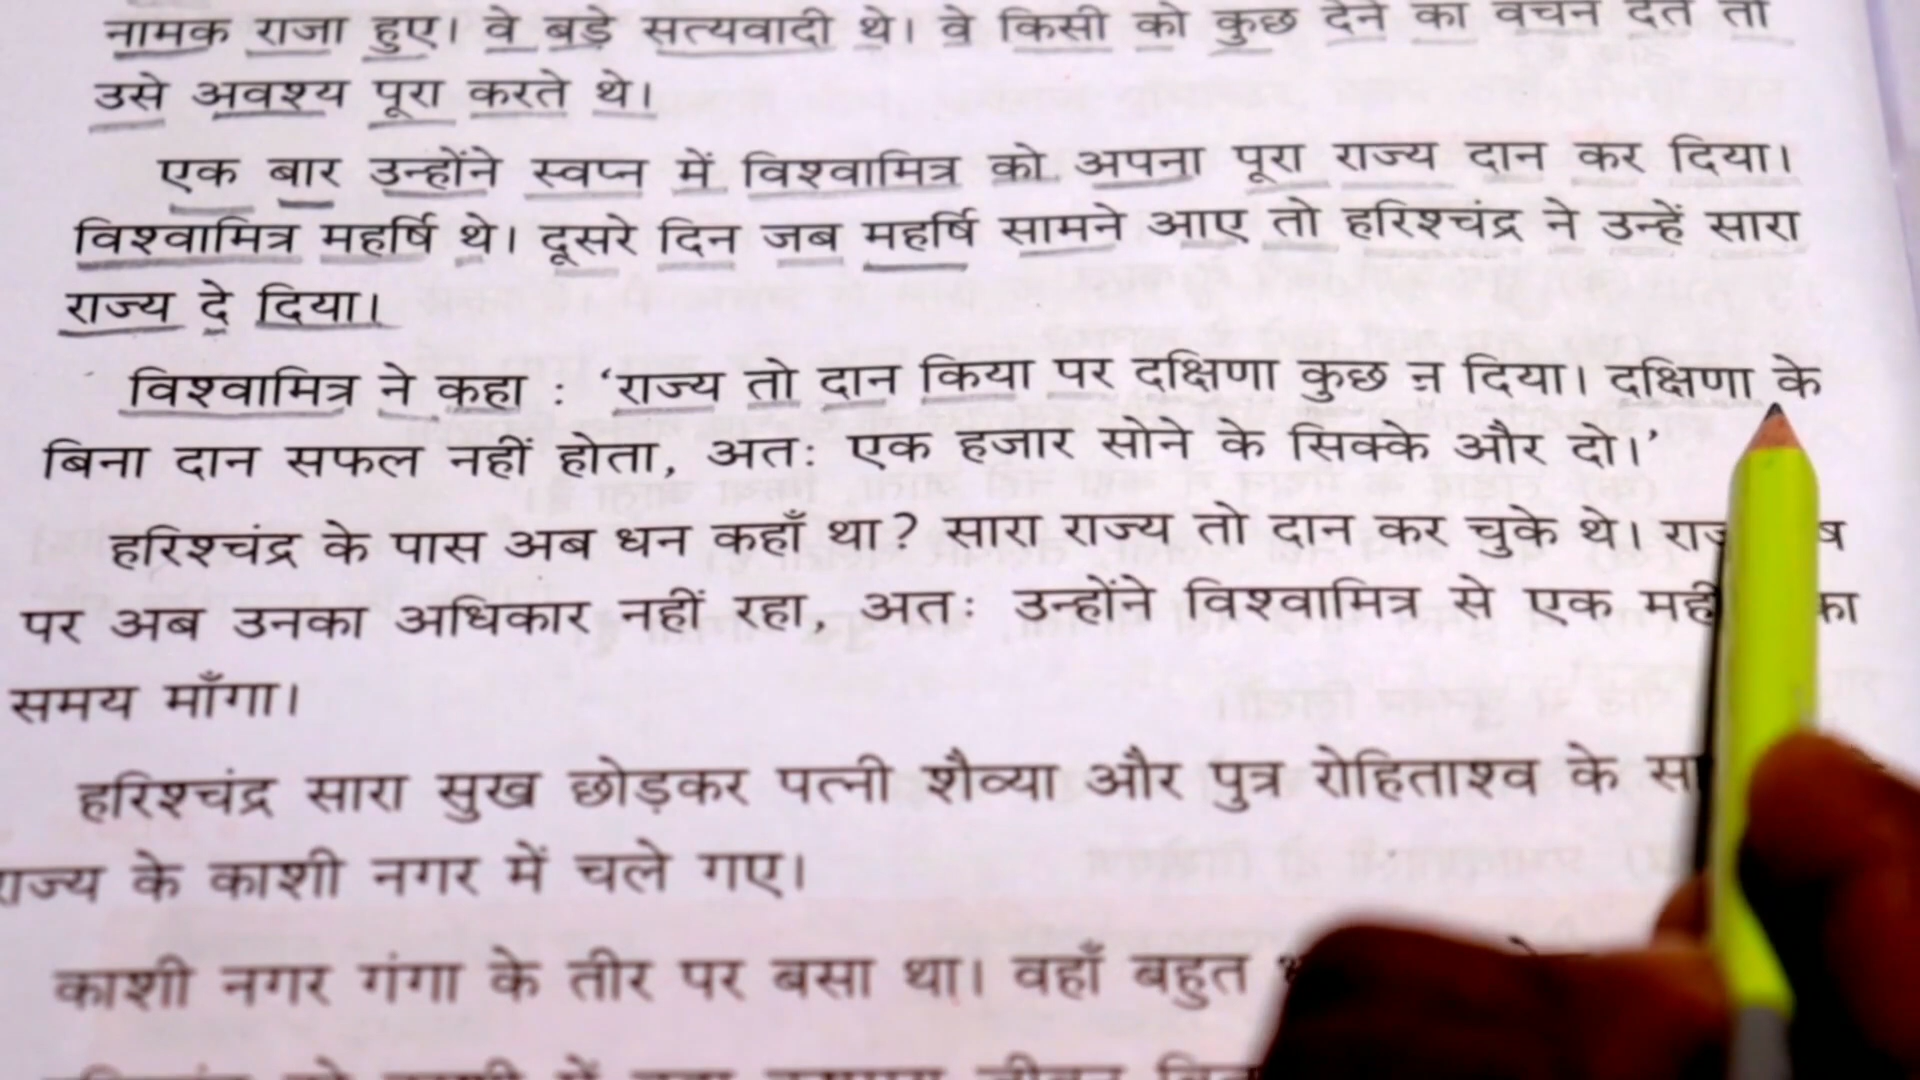 नामक राजा हुए। वे बड़े सत्यवादी थे। वे किसी को कुछ देने का वचन देते तो
उसे अवश्य पूरा करते थे।
एक बार उन्होंने स्वप्न में विश्वामित्र को अपना पूरा राज्य दान कर दिया।
विश्वामित्र महर्षि थे। दूसरे दिन जब महर्षि सामने आए तो हरिश्चंद्र ने उन्हें सारा
राज्य दे दिया।
विश्वामित्र ने कहा : ‘राज्य तो दान किया पर दक्षिणा कुछ न दिया। दक्षिणा के
बिना दान सफल नहीं होता, अतः एक हजार सोने के सिक्के और दो।’
हरिश्चंद्र के पास अब धन कहाँ था? सारा राज्य तो दान कर चुके थे।
पर अब उनका अधिकार नहीं रहा, अतः उन्होंने विश्वामित्र से एक का
समय माँगा।
हरिश्चंद्र सारा सुख छोड़कर पत्नी शैव्या और पुत्र रोहिताश्व के
राज्य के काशी नगर में चले गए।
काशी नगर गंगा के तीर पर बसा था। वहाँ बहुत